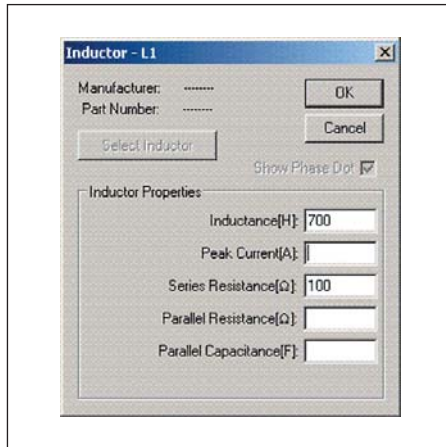 Inductor - L1
Manufacturer: --------
Part Number: --------
OK
Cancel
Select Inductor
Show Phase Dot
Inductor Properties
Inductance[H]: 700
Peak Current[A]:
Series Resistance[Ω]: 100
Parallel Resistance[Ω]:
Parallel Capacitance[F]: